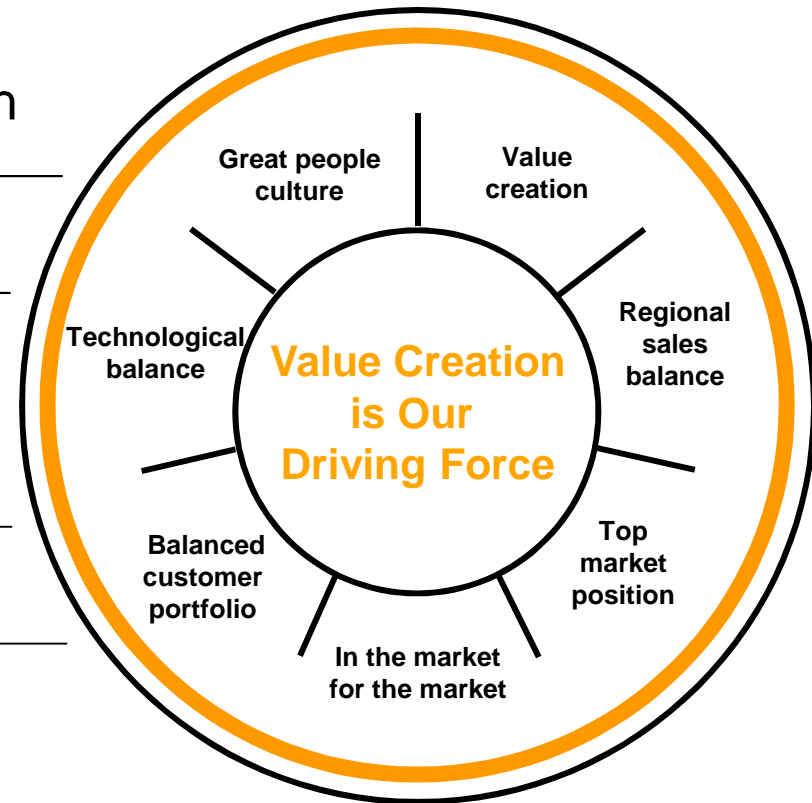 n
Great people
culture
Value
creation
Regional
sales
balance
Top
market
position
In the market
for the market
Balanced
customer
portfolio
Technological
balance
Value Creation
is Our
Driving Force